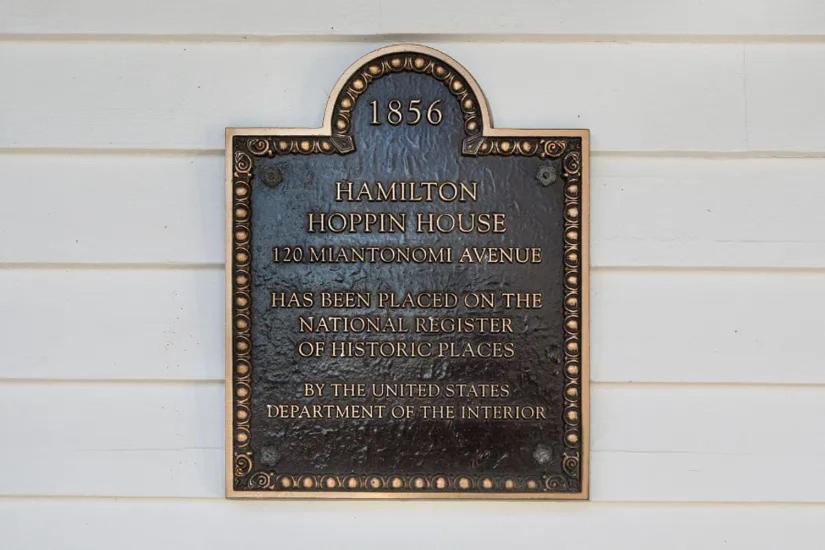 1856
HAMILTON
HOPPIN HOUSE
120 MIANTONOMI AVENUE
HAS BEEN PLACED ON THE
NATIONAL REGISTER
OF HISTORIC PLACES
BY THE UNITED STATES
DEPARTMENT OF THE INTERIOR